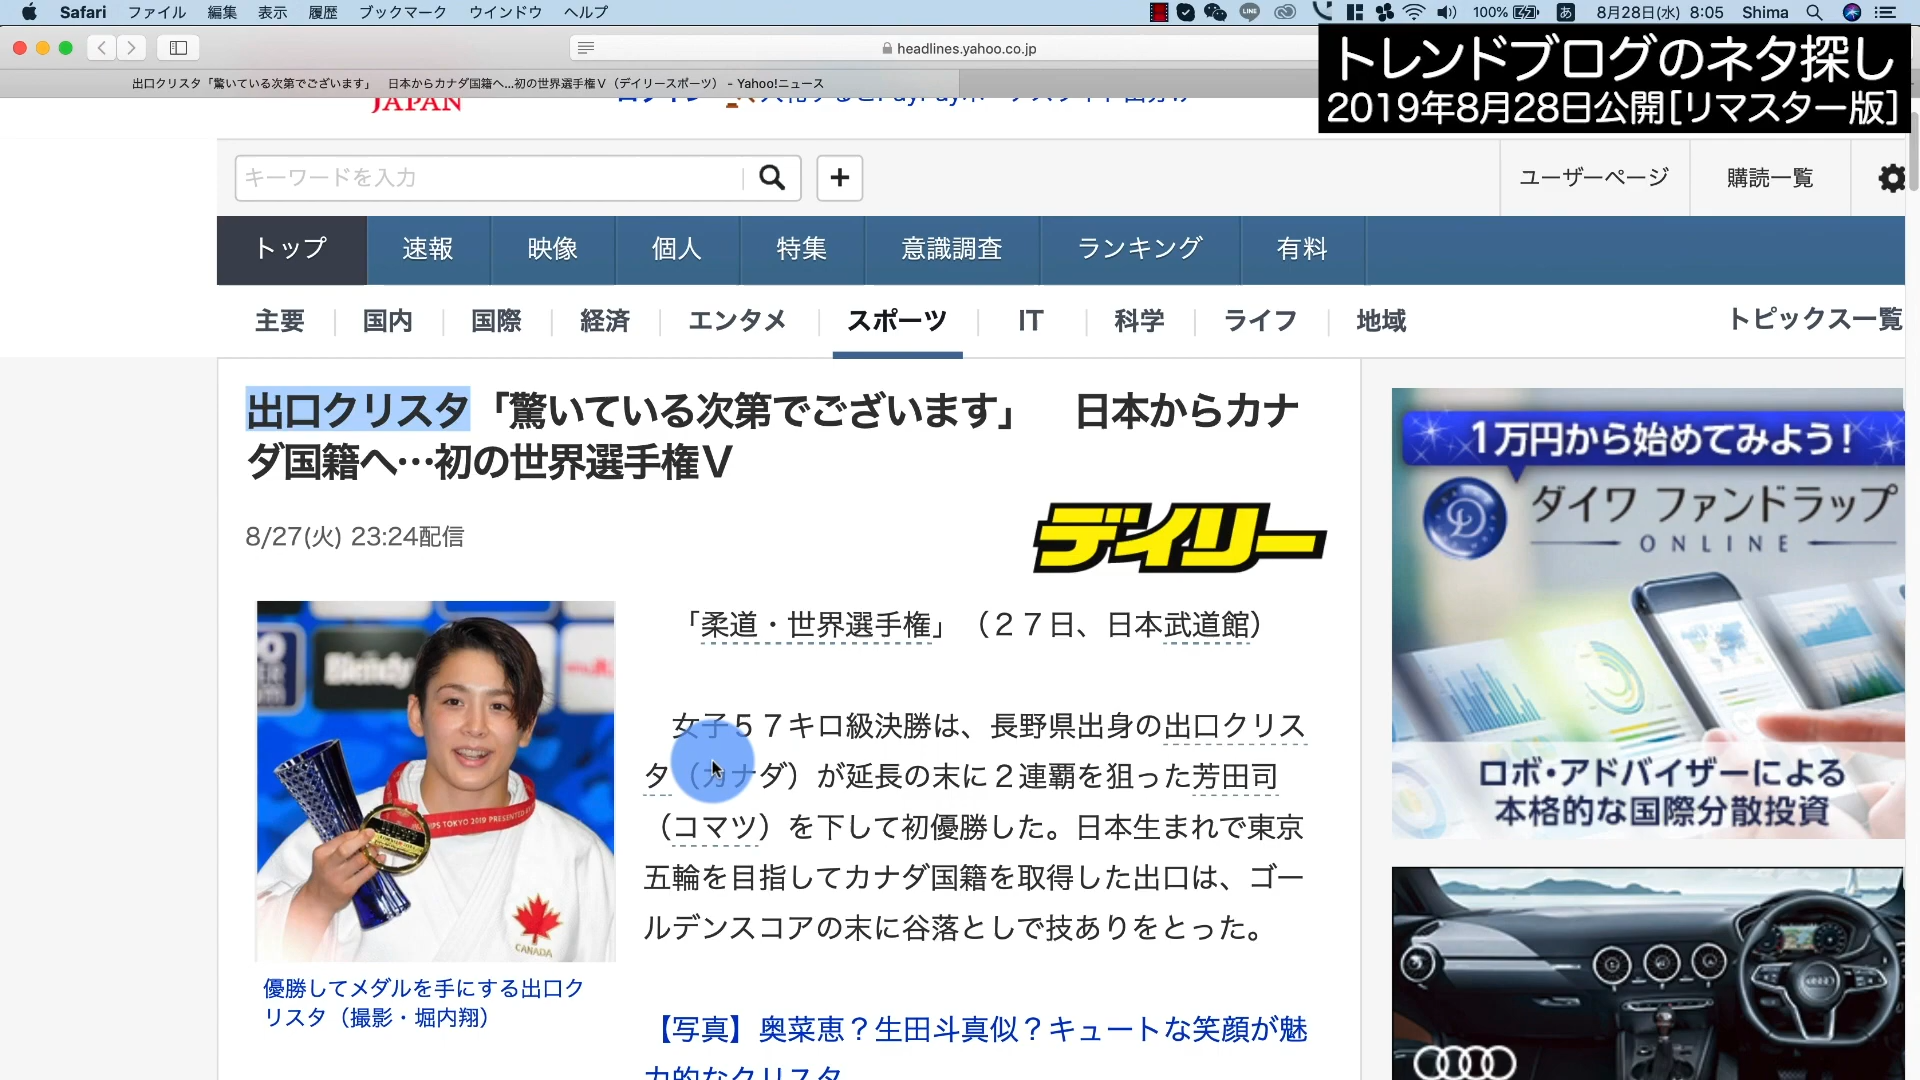 Safari ファイル 編集 表示 履歴 ブックマーク ウインドウ ヘルプ
LINE 100% あ 8月28日(水) 8:05 Shima
headlines.yahoo.co.jp
出口クリスタ「驚いている次第でございます」 日本からカナダ国籍へ...初の世界選手権Ⅴ（デイリースポーツ） - Yahoo!ニュース
トレンドブログのネタ探し
2019年8月28日公開[リマスター版]
JAPAN
キーワードを入力
+
ユーザーページ
購読一覧
トップ 速報 映像 個人 特集 意識調査 ランキング 有料
主要 国内 国際 経済 エンタメ スポーツ IT 科学 ライフ 地域 トピックス一覧
出口クリスタ「驚いている次第でございます」 日本からカナ
ダ国籍へ…初の世界選手権Ⅴ
8/27(火) 23:24配信
デイリー
「柔道・世界選手権」（２７日、日本武道館）
女子５７キロ級決勝は、長野県出身の出口クリス
タ（カナダ）が延長の末に２連覇を狙った芳田司
（コマツ）を下して初優勝した。日本生まれで東京
五輪を目指してカナダ国籍を取得した出口は、ゴー
ルデンスコアの末に谷落としで技ありをとった。
【写真】奥菜恵？生田斗真似？キュートな笑顔が魅
力的なクリスタ
Blendy
PS TOKYO 2019 PRESENTED
CANADA
優勝してメダルを手にする出口ク
リスタ（撮影・堀内翔）
1万円から始めてみよう!
ダイワ ファンドラップ
ONLINE
ロボ・アドバイザーによる
本格的な国際分散投資